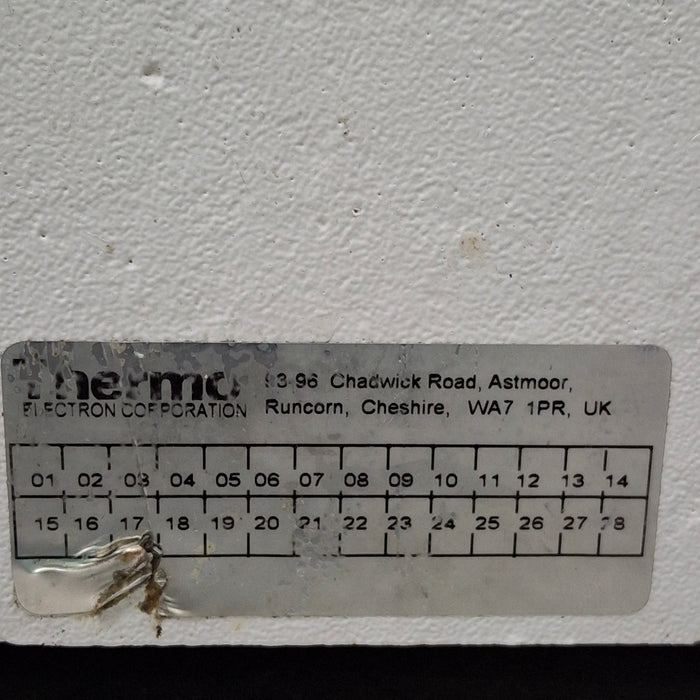 Thermo
ELECTRON CORPORATION
93-96 Chadwick Road, Astmoor,
Runcorn, Cheshire, WA7 1PR, UK
01 02 03 04 05 06 07 08 09 10 11 12 13 14
15 16 17 18 19 20 21 22 23 24 25 26 27 28